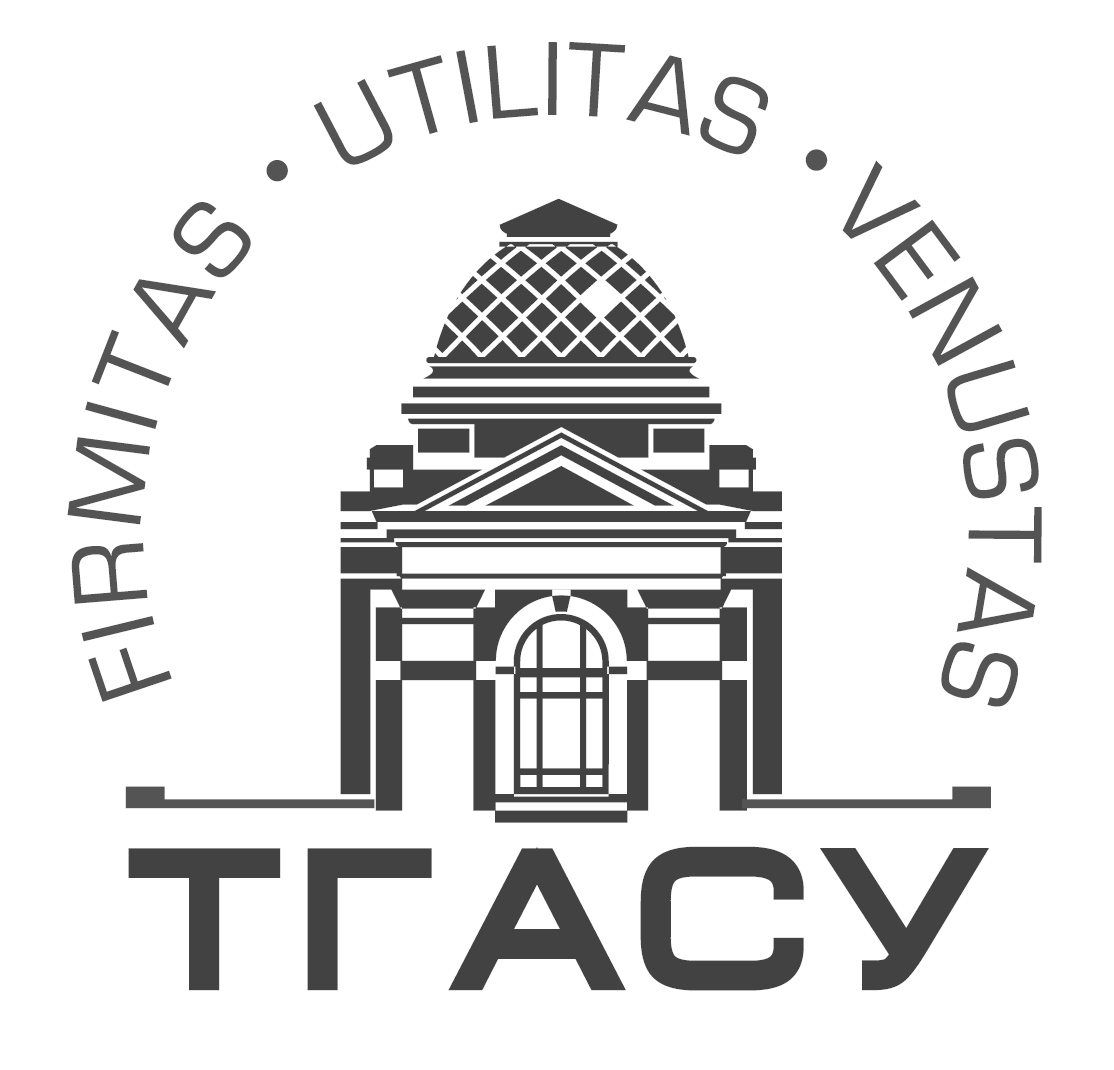 FIRMITAS • UTILITAS • VENUSTAS
ТГАСУ